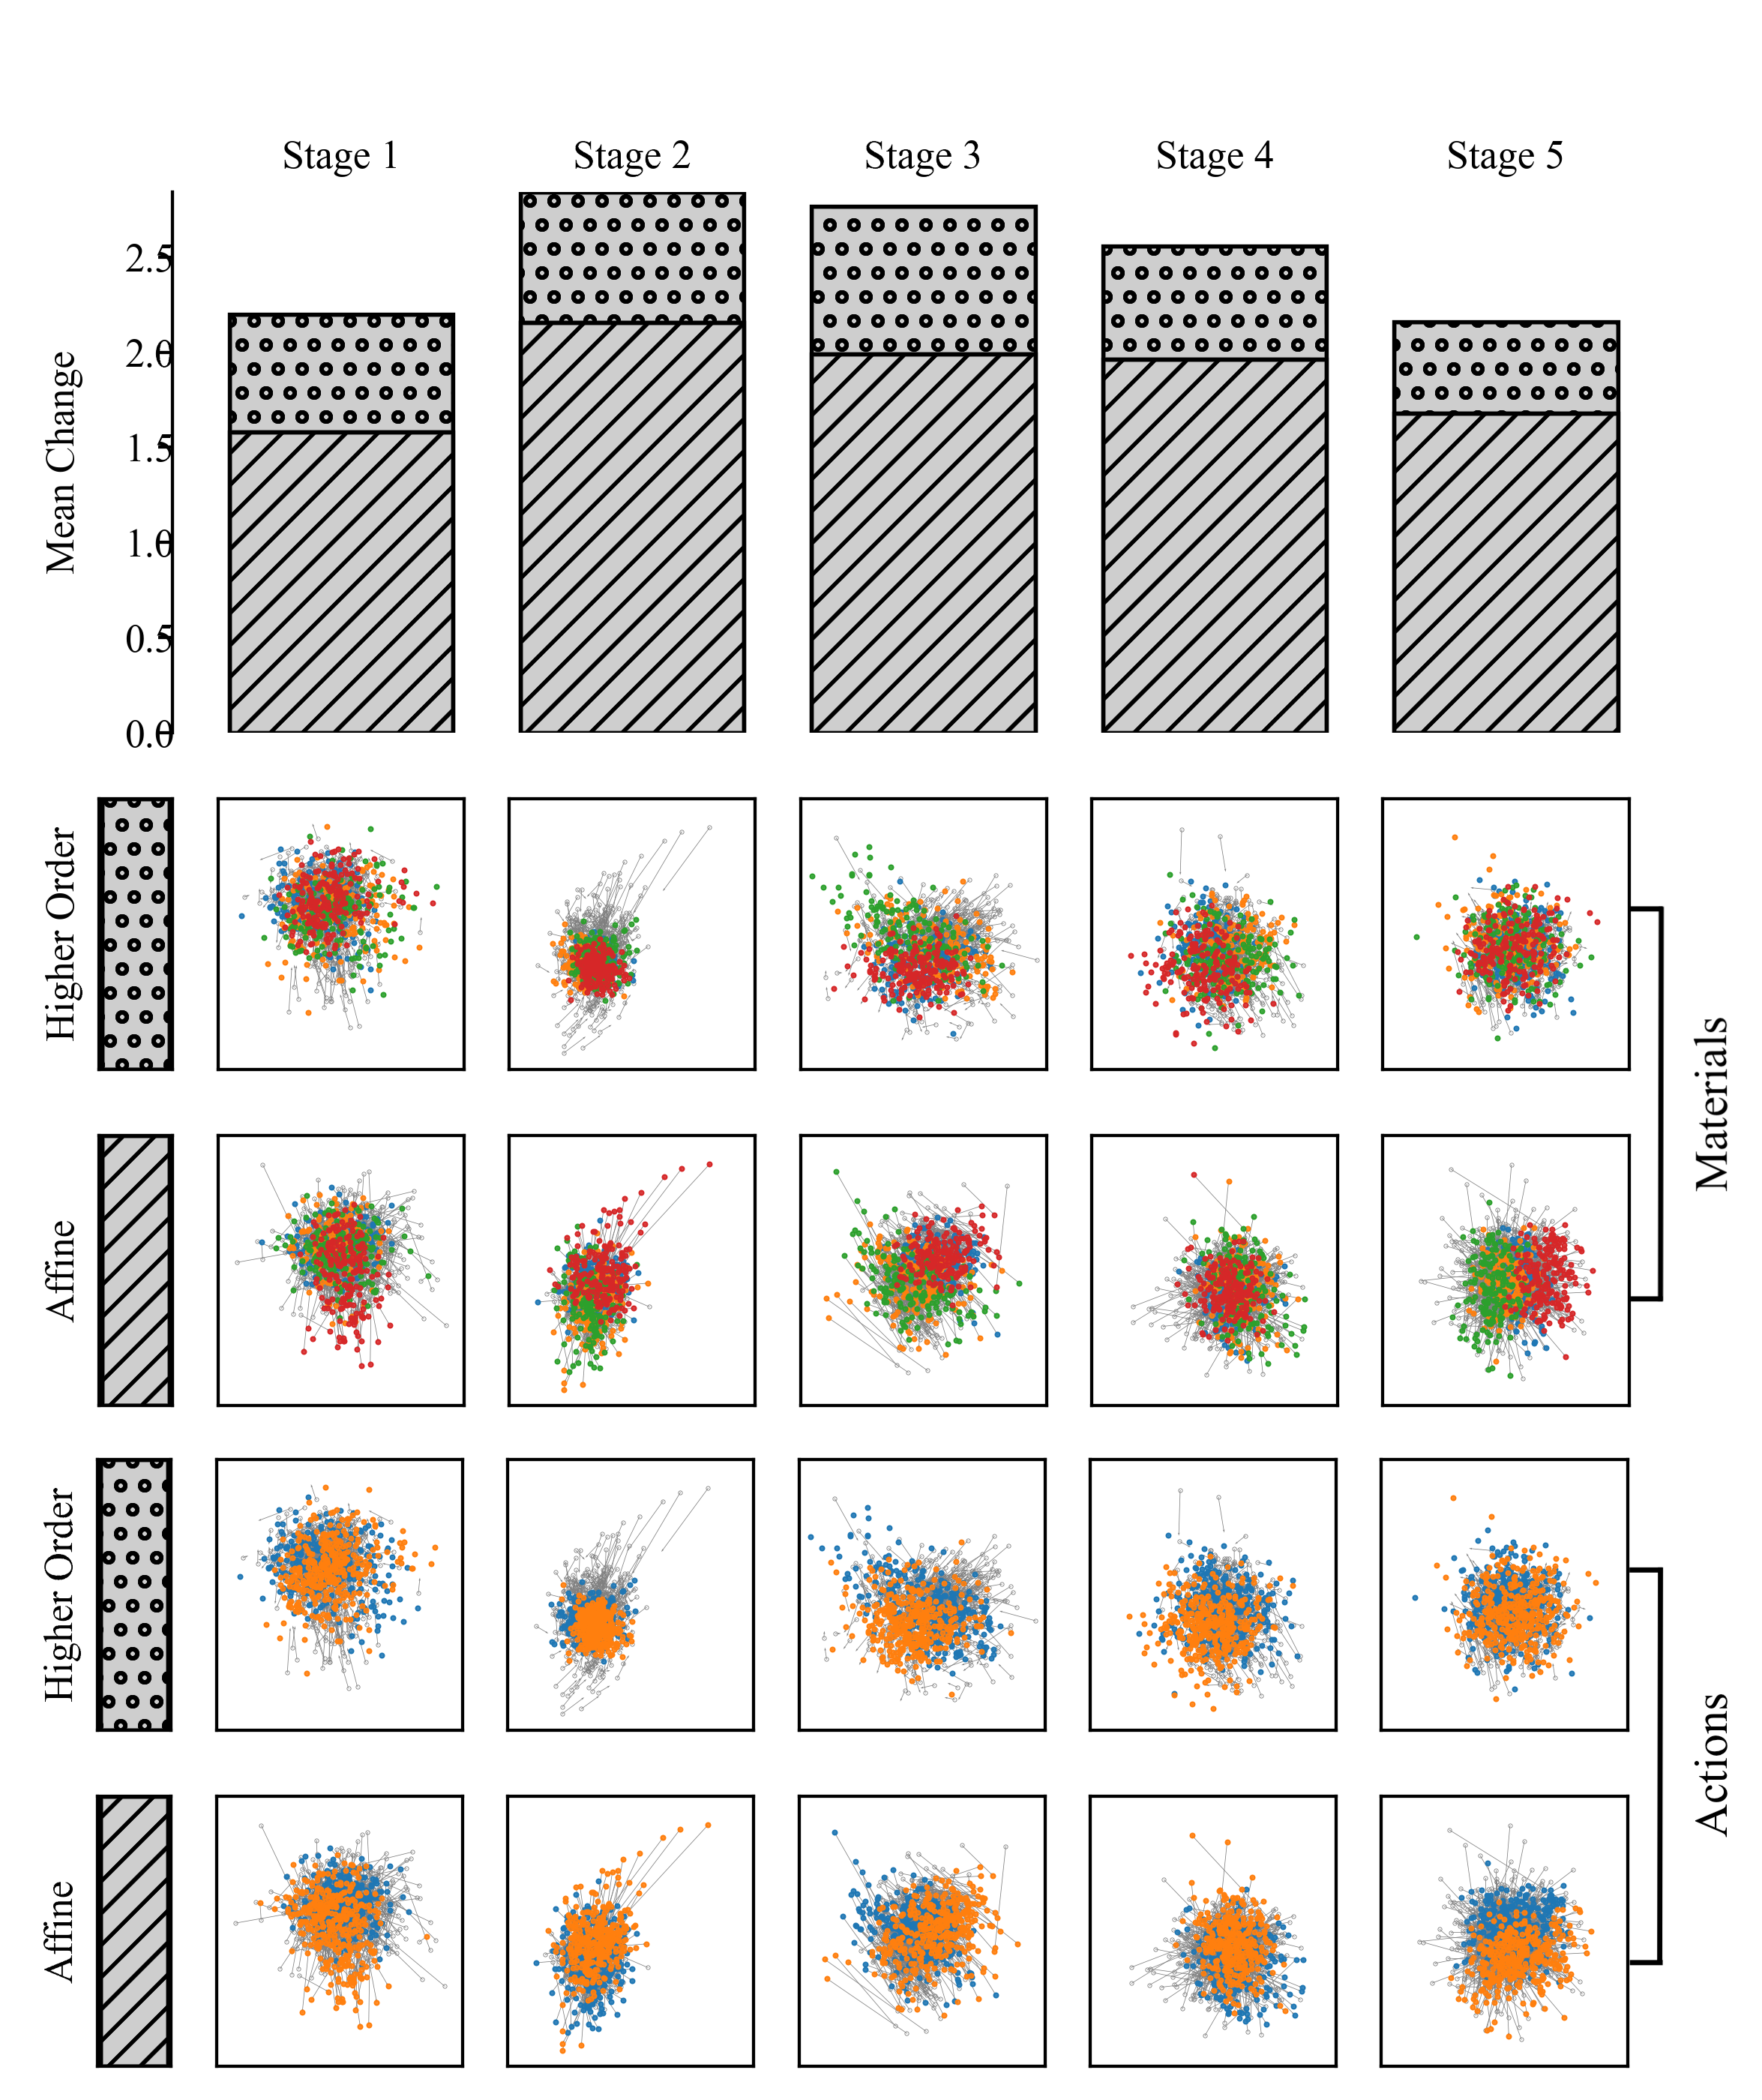 Stage 1
Stage 2
Stage 3
Stage 4
Stage 5
Mean Change
2.5
2.0
1.5
1.0
0.5
0.0
Higher Order
Affine
Materials
Higher Order
Affine
Actions